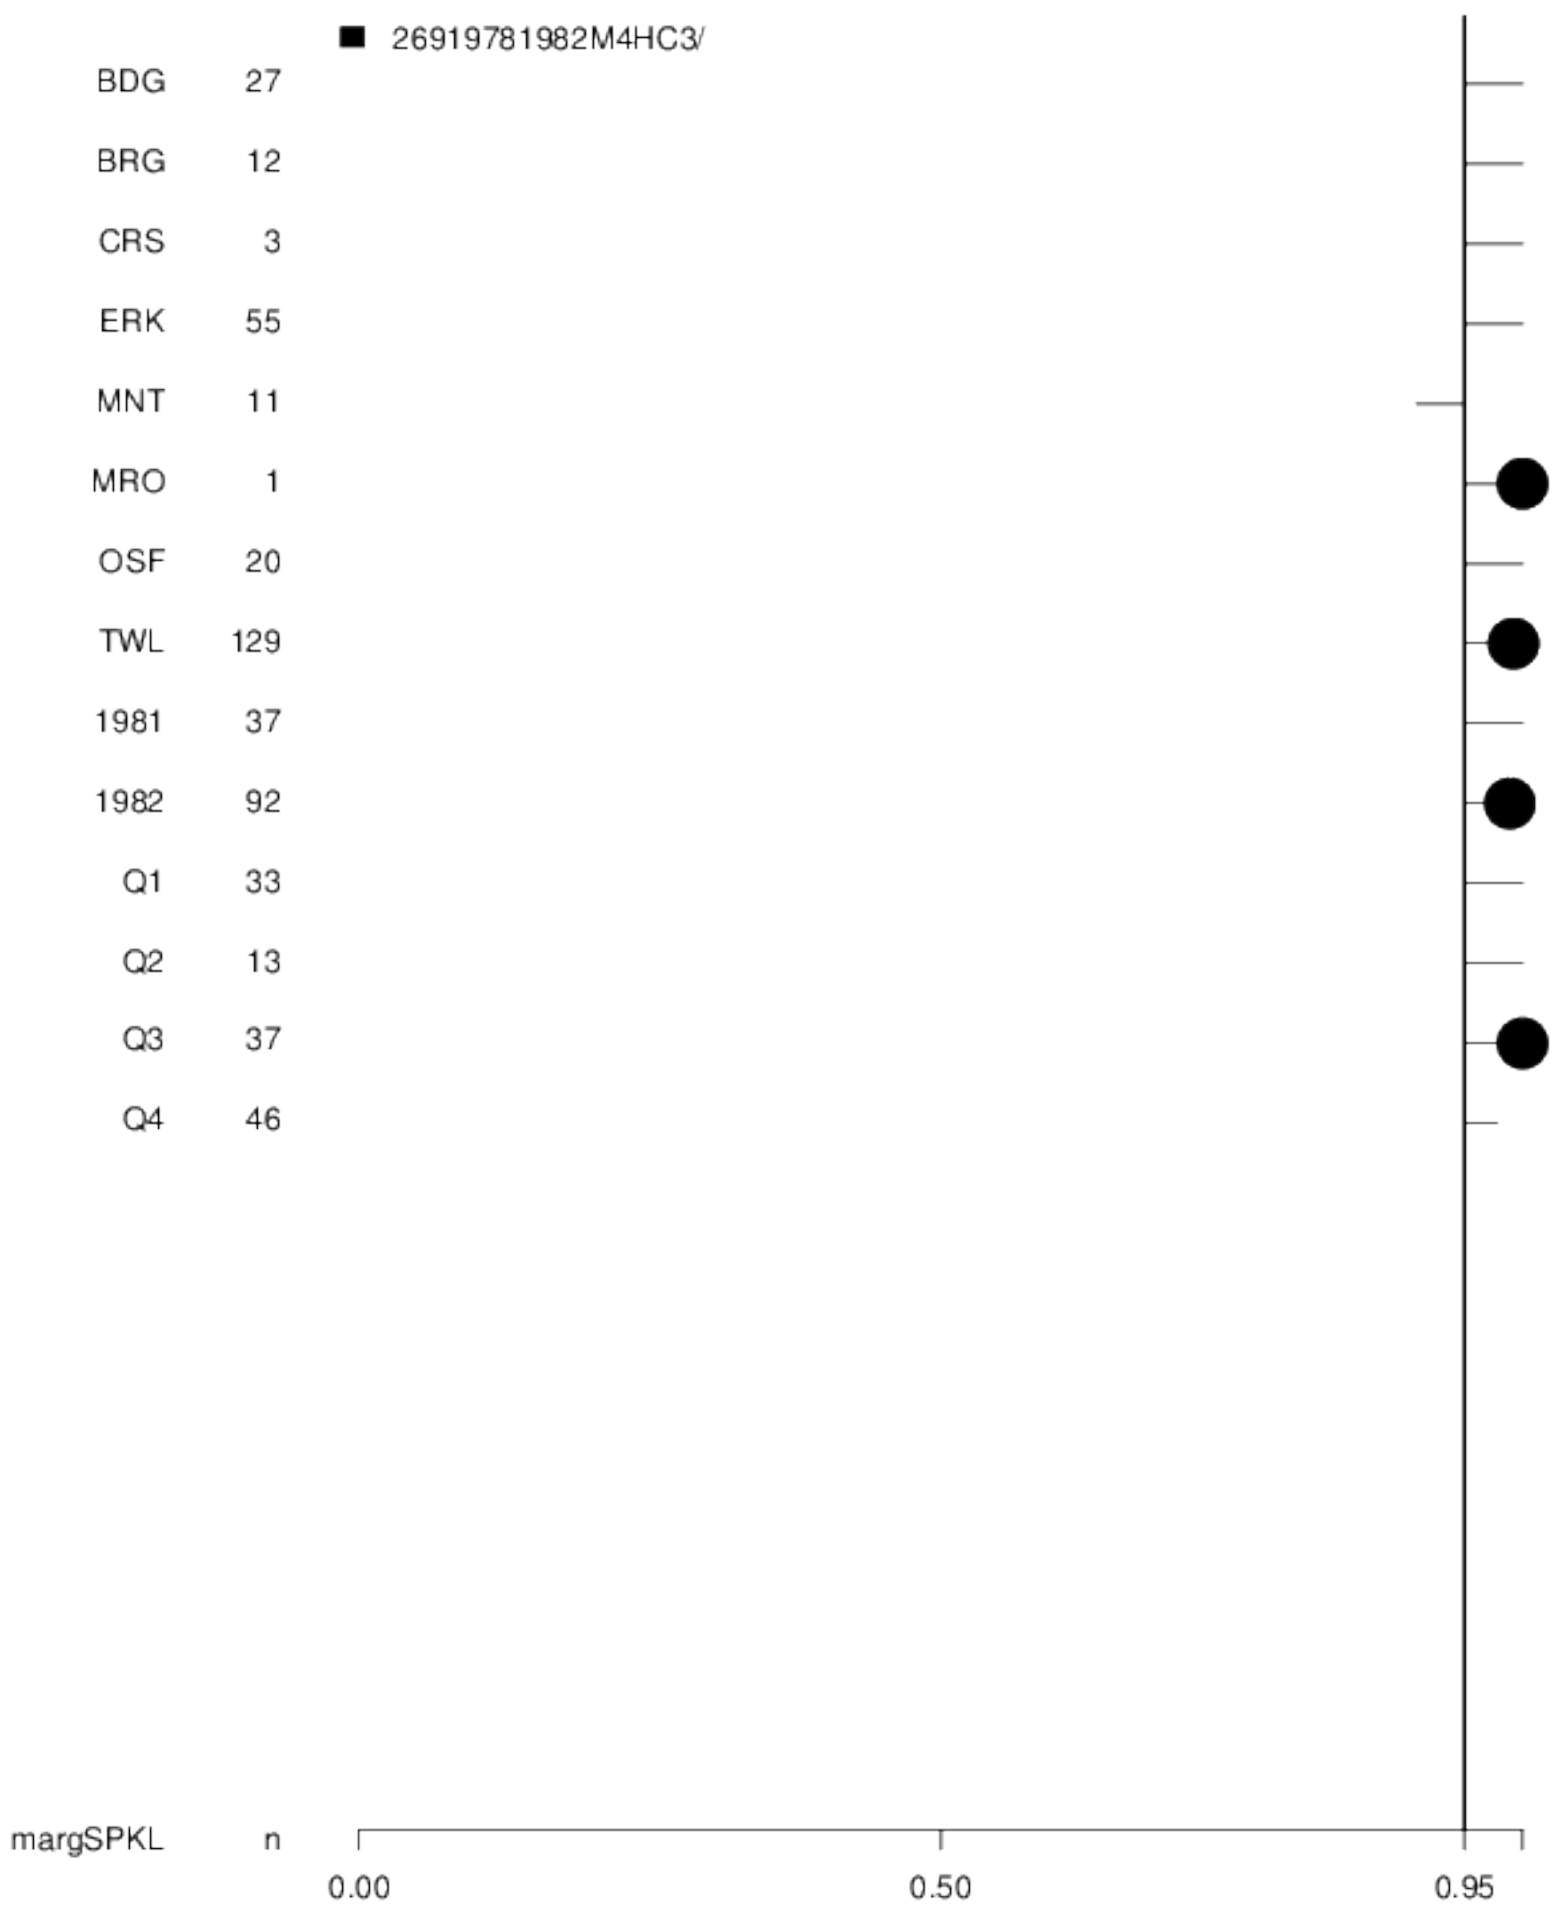 26919781982M4HC3/
BDG 27
BRG 12
CRS 3
ERK 55
MNT 11
MRO 1
OSF 20
TWL 129
1981 37
1982 92
Q1 33
Q2 13
Q3 37
Q4 46
margSPKL n
0.00 0.50 0.95